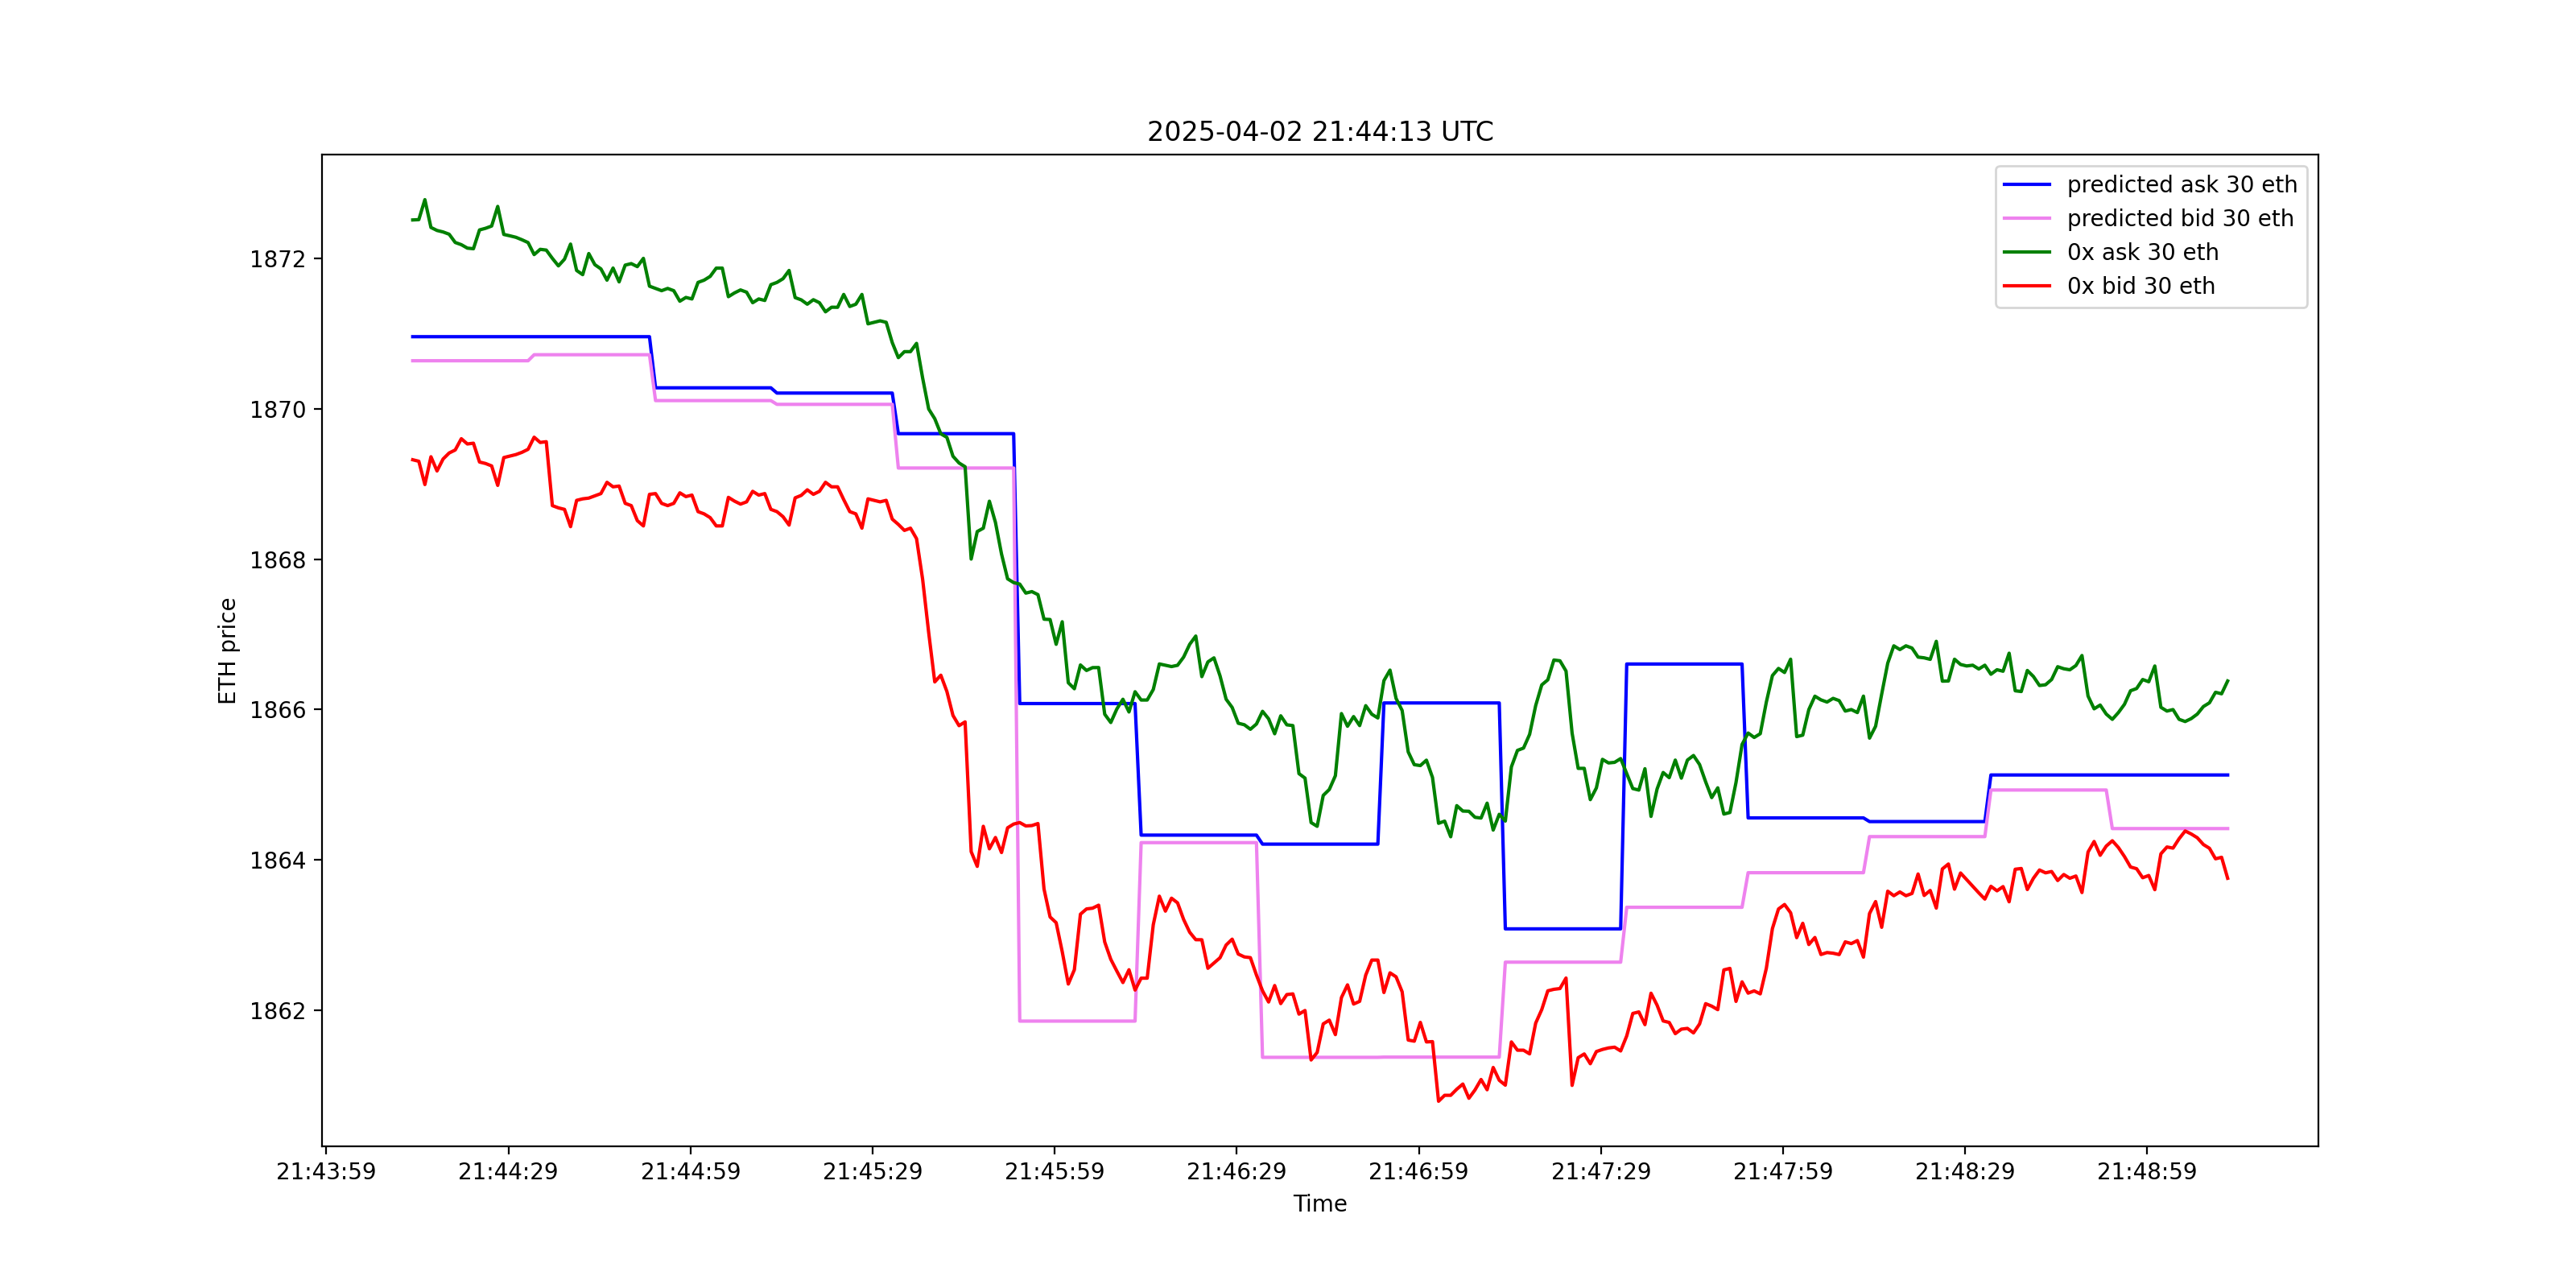 2025-04-02 21:44:13 UTC
predicted ask 30 eth
predicted bid 30 eth
0x ask 30 eth
0x bid 30 eth
1872
1870
1868
1866
1864
1862
ETH price
21:43:59 21:44:29 21:44:59 21:45:29 21:45:59 21:46:29 21:46:59 21:47:29 21:47:59 21:48:29 21:48:59
Time